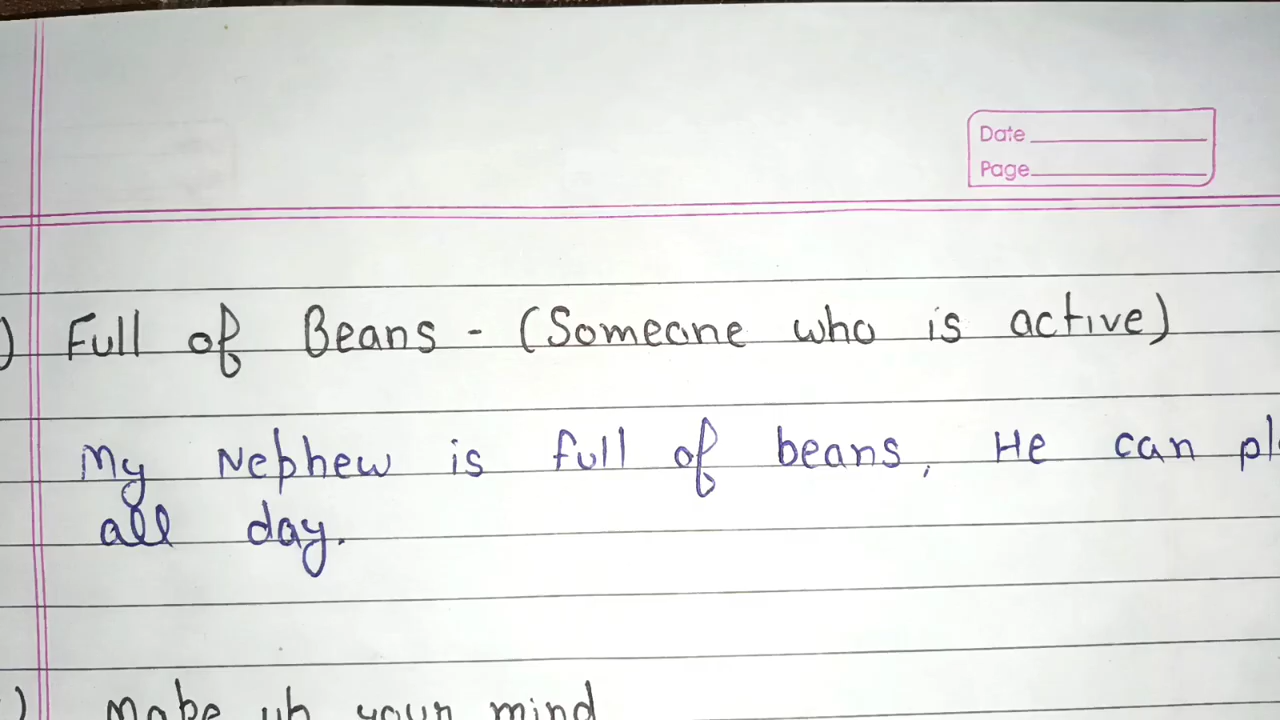 Date
Page
) Full of Beans - (Someone who is active)
My Nephew is full of beans, He can
all day.
) Make up your mind